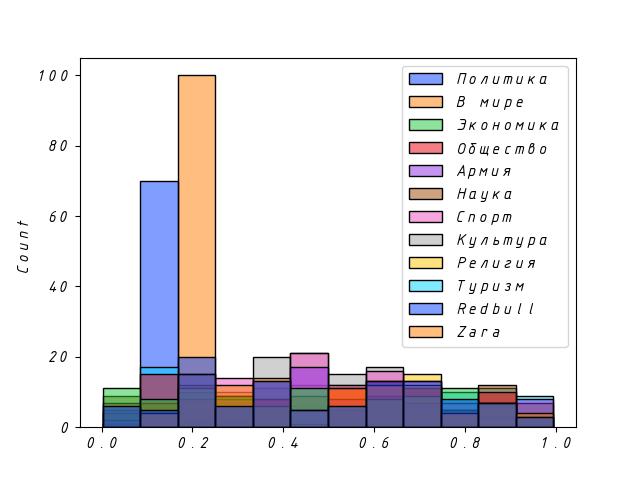 Политика
В мире
Экономика
Общество
Армия
Наука
Спорт
Культура
Религия
Туризм
Redbull
Zara
Count
100
80
60
40
20
0
0.0 0.2 0.4 0.6 0.8 1.0